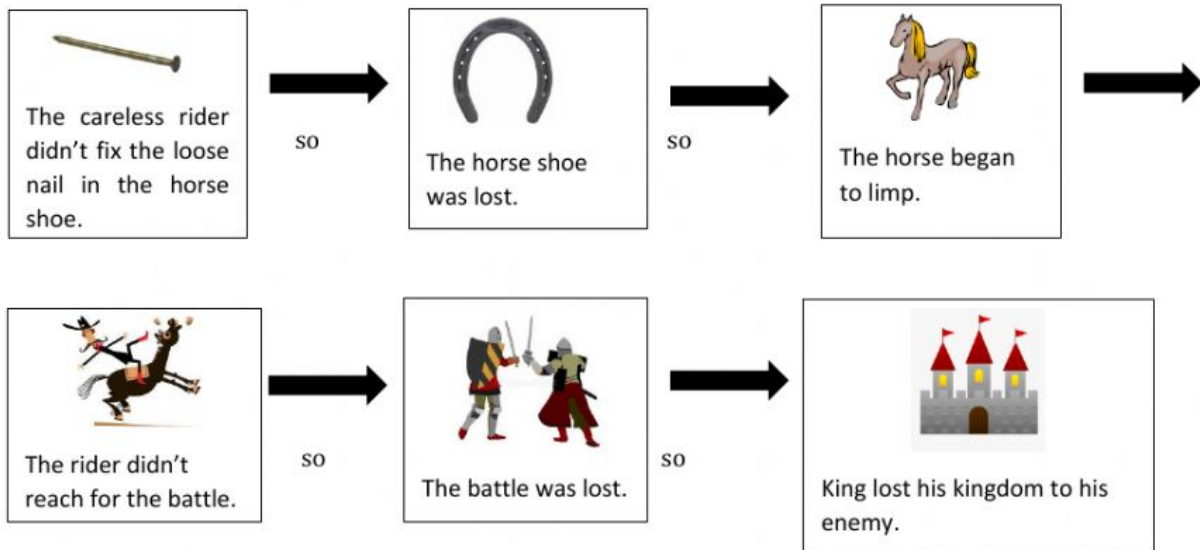 The careless rider
didn't fix the loose
nail in the horse
shoe.
so
The horse shoe
was lost.
so
The horse began
to limp.
The rider didn't
reach for the battle.
so
The battle was lost.
so
King lost his kingdom to his
enemy.